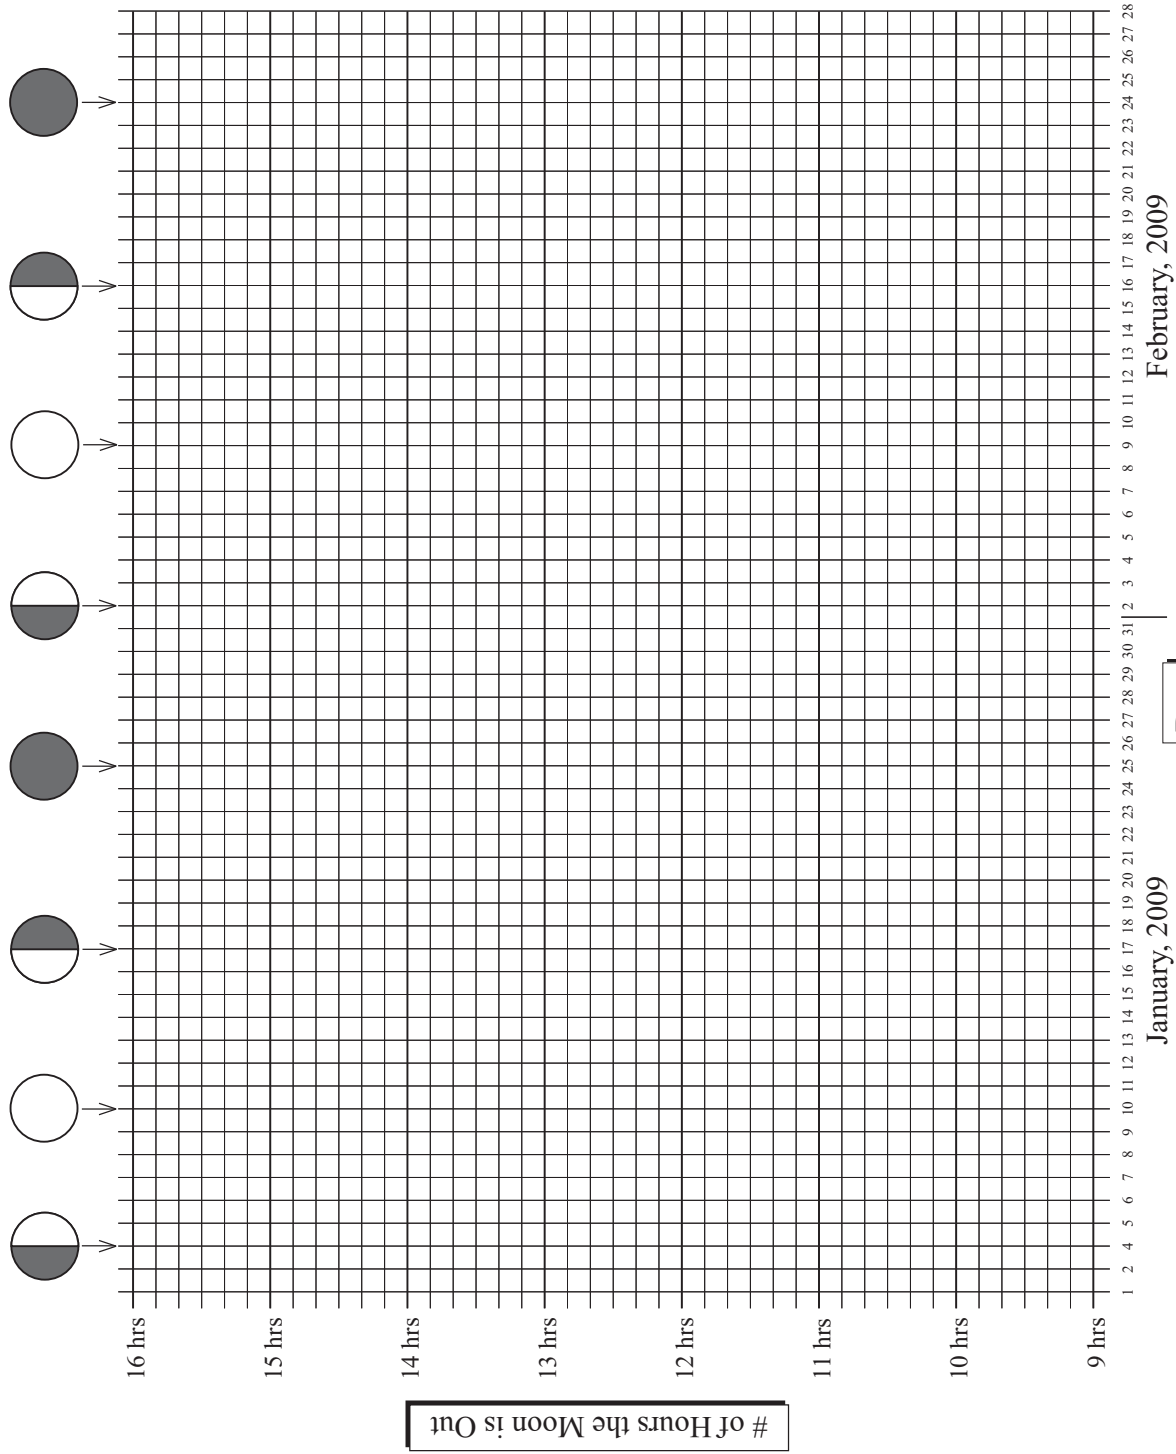 # of Hours the Moon is Out
16 hrs
15 hrs
14 hrs
13 hrs
12 hrs
11 hrs
10 hrs
9 hrs
1 2 4 5 6 7 8 9 10 11 12 13 14 15 16 17 18 19 20 21 22 23 24 25 26 27 28 29 30 31 2 3 4 5 6 7 8 9 10 11 12 13 14 15 16 17 18 19 20 21 22 23 24 25 26 27 28
January, 2009 February, 2009